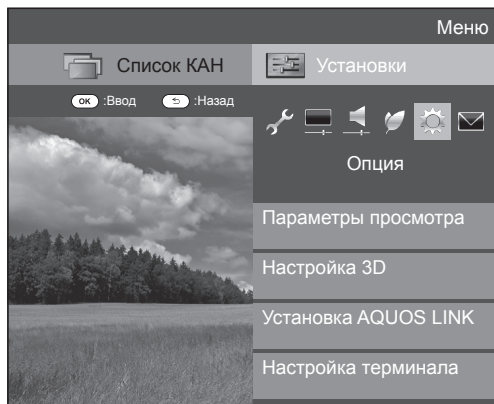 Меню
Список КАН
Установки
OK :Ввод :Назад
Опция
Параметры просмотра
Настройка 3D
Установка AQUOS LINK
Настройка терминала